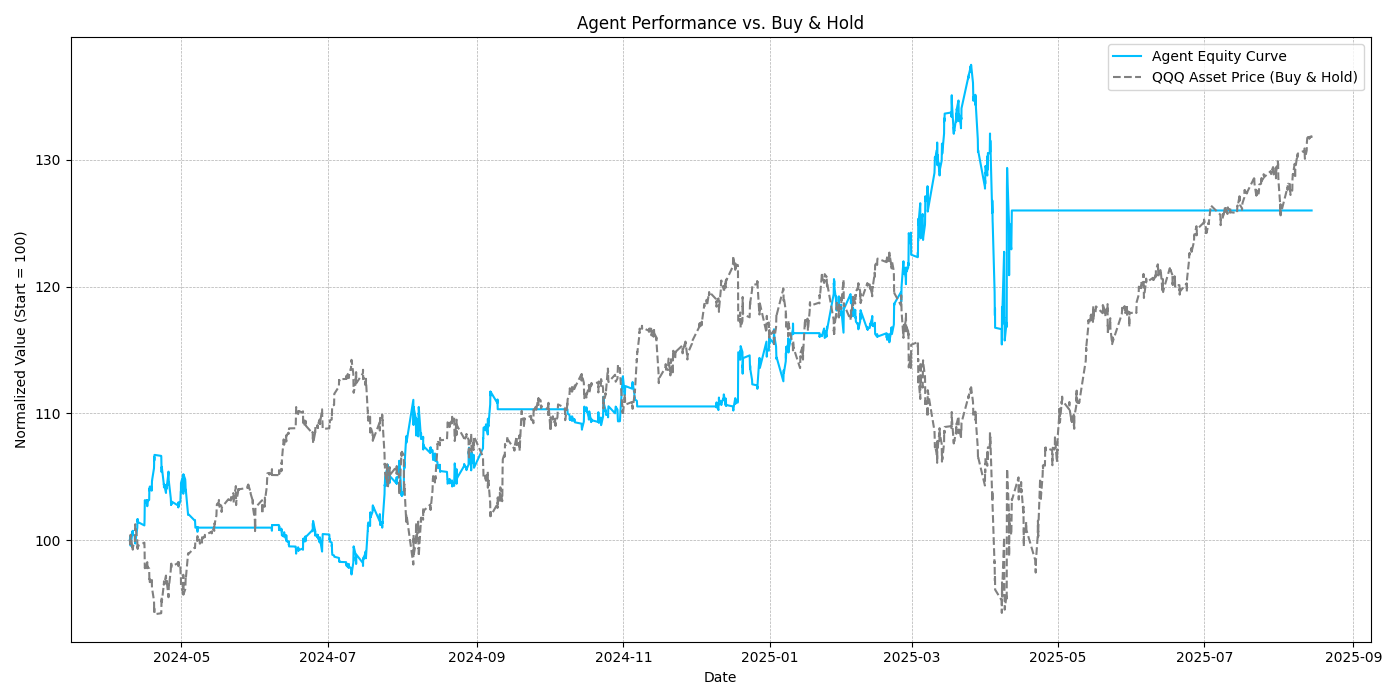 Agent Performance vs. Buy & Hold
Agent Equity Curve
QQQ Asset Price (Buy & Hold)
Normalized Value (Start = 100)
130
120
110
100
2024-05
2024-07
2024-09
2024-11
2025-01
2025-03
2025-05
2025-07
2025-09
Date